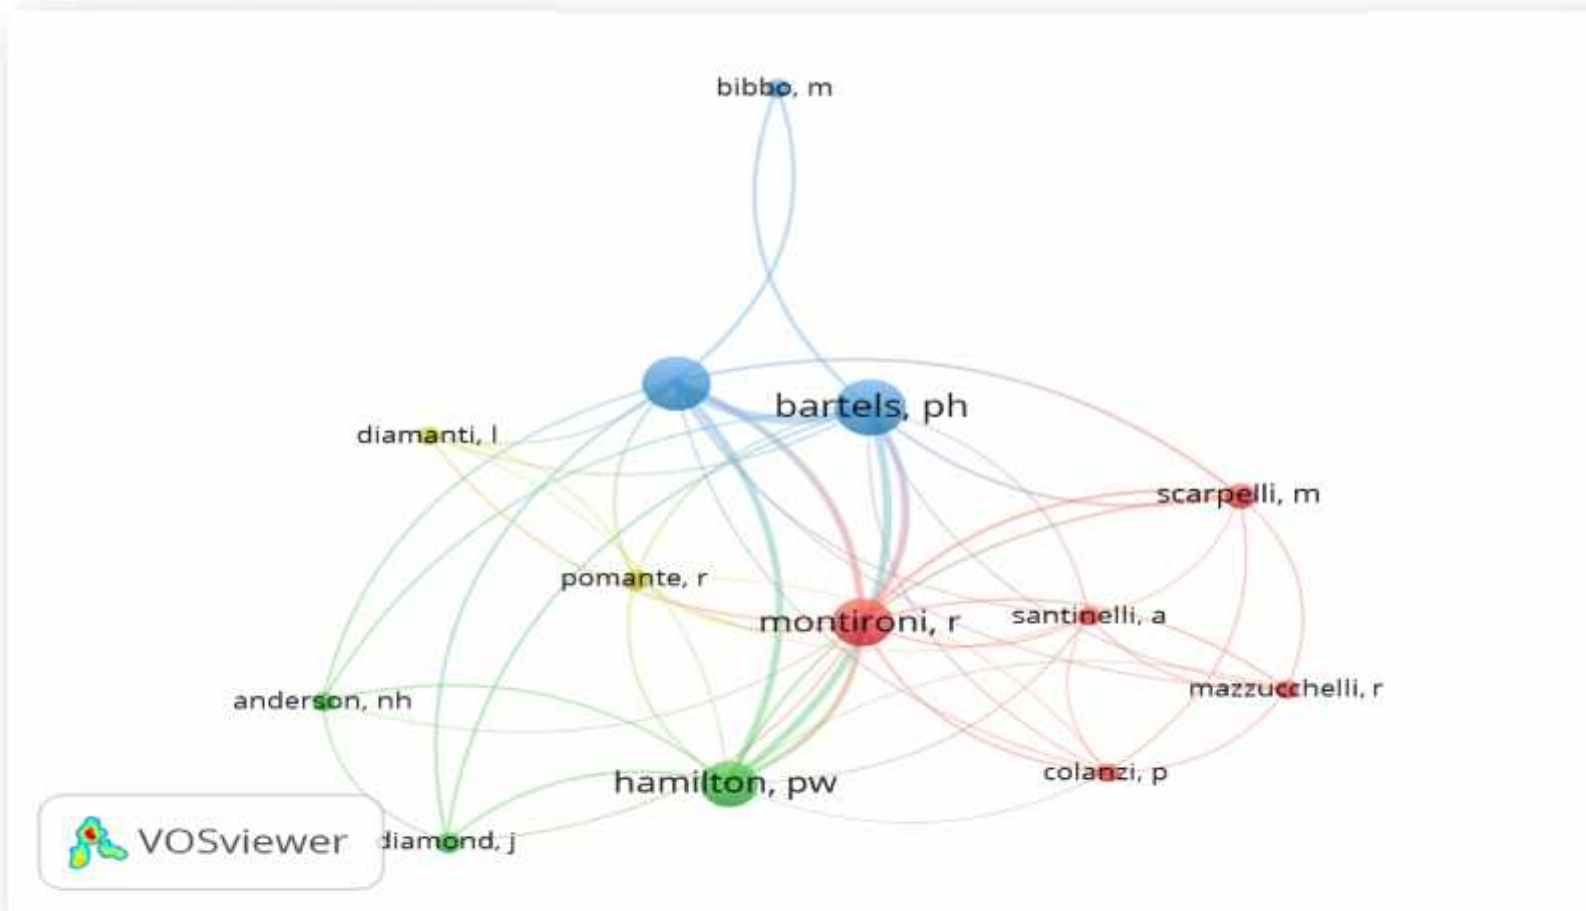 bibbo, m
bartels, ph
diamanti, l
scarpelli, m
pomante, r
montironi, r
santinelli, a
mazzucchelli, r
anderson, nh
colanzi, p
hamilton, pw
diamond, j
VOSviewer